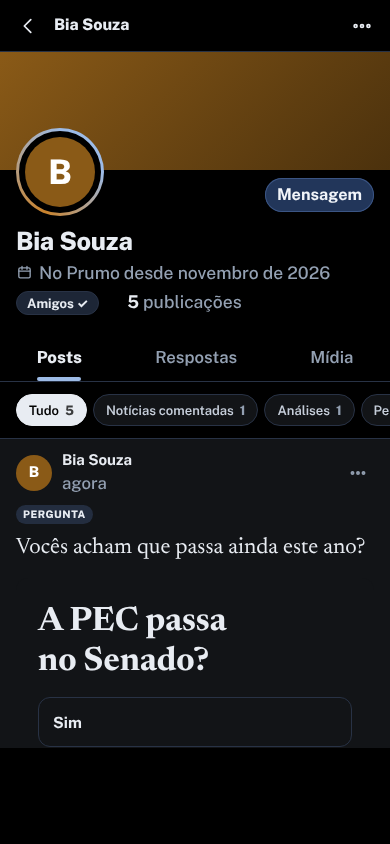 Bia Souza
B
Mensagem
Bia Souza
No Prumo desde novembro de 2026
Amigos ✓ 5 publicações
Posts Respostas Mídia
Tudo 5 Notícias comentadas 1 Análises 1 Pe
B Bia Souza
agora
PERGUNTA
Vocês acham que passa ainda este ano?
A PEC passa
no Senado?
Sim